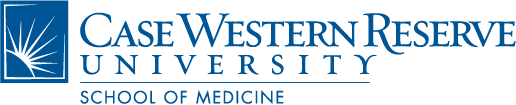 CASE WESTERN RESERVE
UNIVERSITY
SCHOOL OF MEDICINE